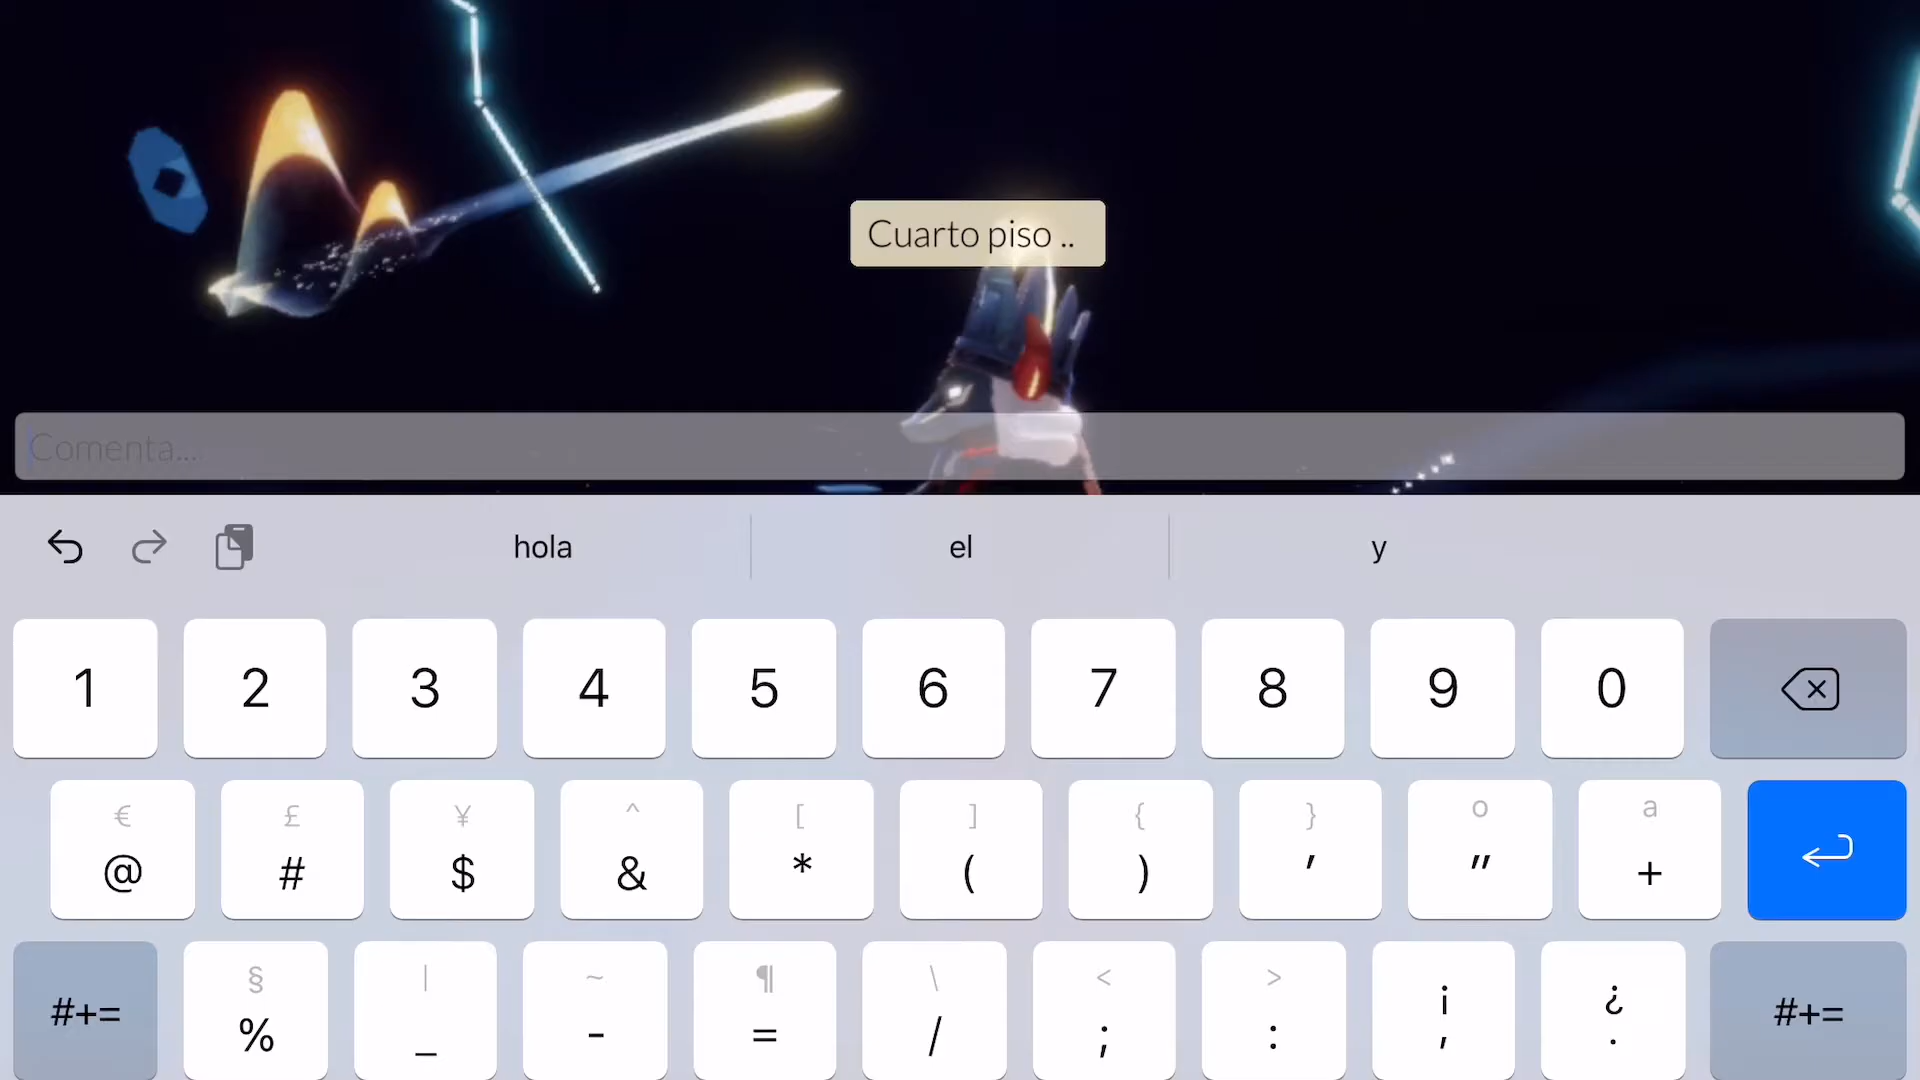 Cuarto piso ..
Comenta...
hola el y
1 2 3 4 5 6 7 8 9 0
€ £ ¥ ^ [ ] { } º ª
@ # $ & * ( ) ' " +
§ | ~ ¶ \ < > ¡ ¿
#+= % _ - = / ; : , . #+=